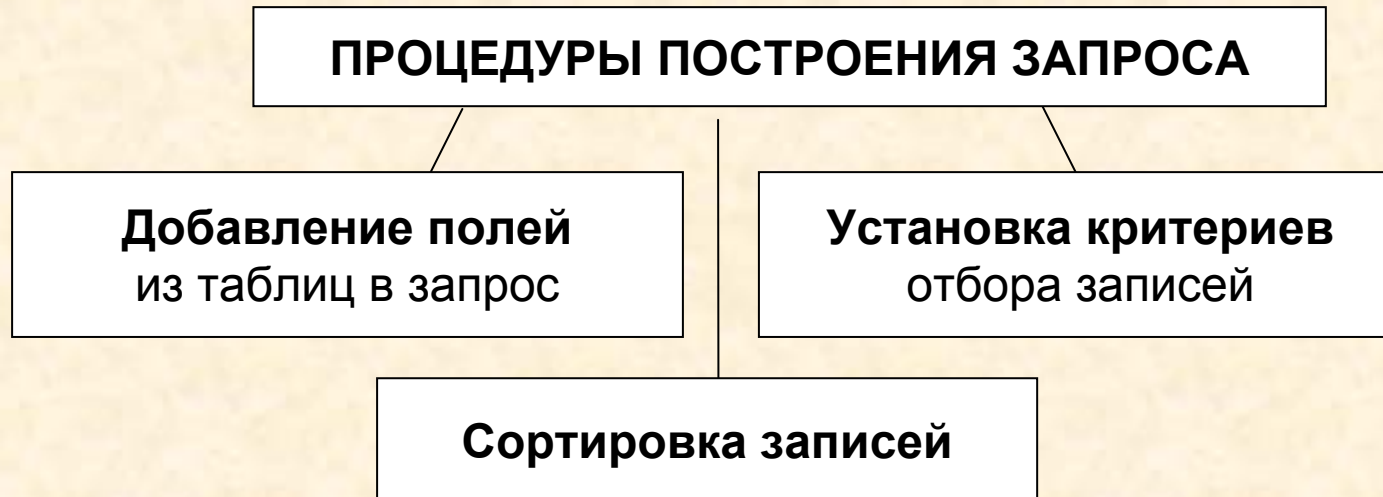 ПРОЦЕДУРЫ ПОСТРОЕНИЯ ЗАПРОСА
Добавление полей
из таблиц в запрос
Установка критериев
отбора записей
Сортировка записей